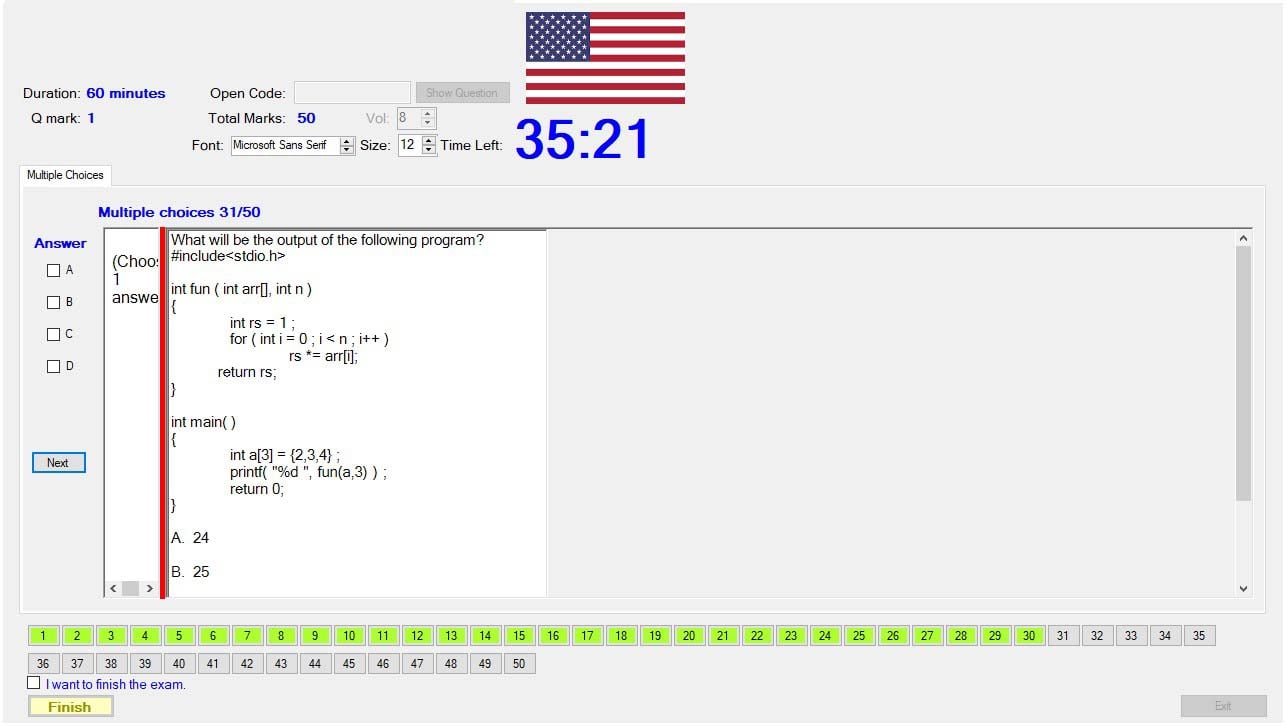 Duration: 60 minutes
Open Code:
Show Question
Q mark: 1
Total Marks: 50
Vol: 8
Font: Microsoft Sans Serif
Size: 12
Time Left: 35:21
Multiple Choices
Multiple choices 31/50
Answer
A
B
C
D
Next
(Choos
1
answe
What will be the output of the following program?
#include<stdio.h>
int fun ( int arr[], int n )
{
int rs = 1 ;
for ( int i = 0 ; i < n ; i++ )
rs *= arr[i];
return rs;
}
int main( )
{
int a[3] = {2,3,4} ;
printf( "%d ", fun(a,3) ) ;
return 0;
}
A. 24
B. 25
1 2 3 4 5 6 7 8 9 10 11 12 13 14 15 16 17 18 19 20 21 22 23 24 25 26 27 28 29 30 31 32 33 34 35
36 37 38 39 40 41 42 43 44 45 46 47 48 49 50
I want to finish the exam.
Finish
Exit